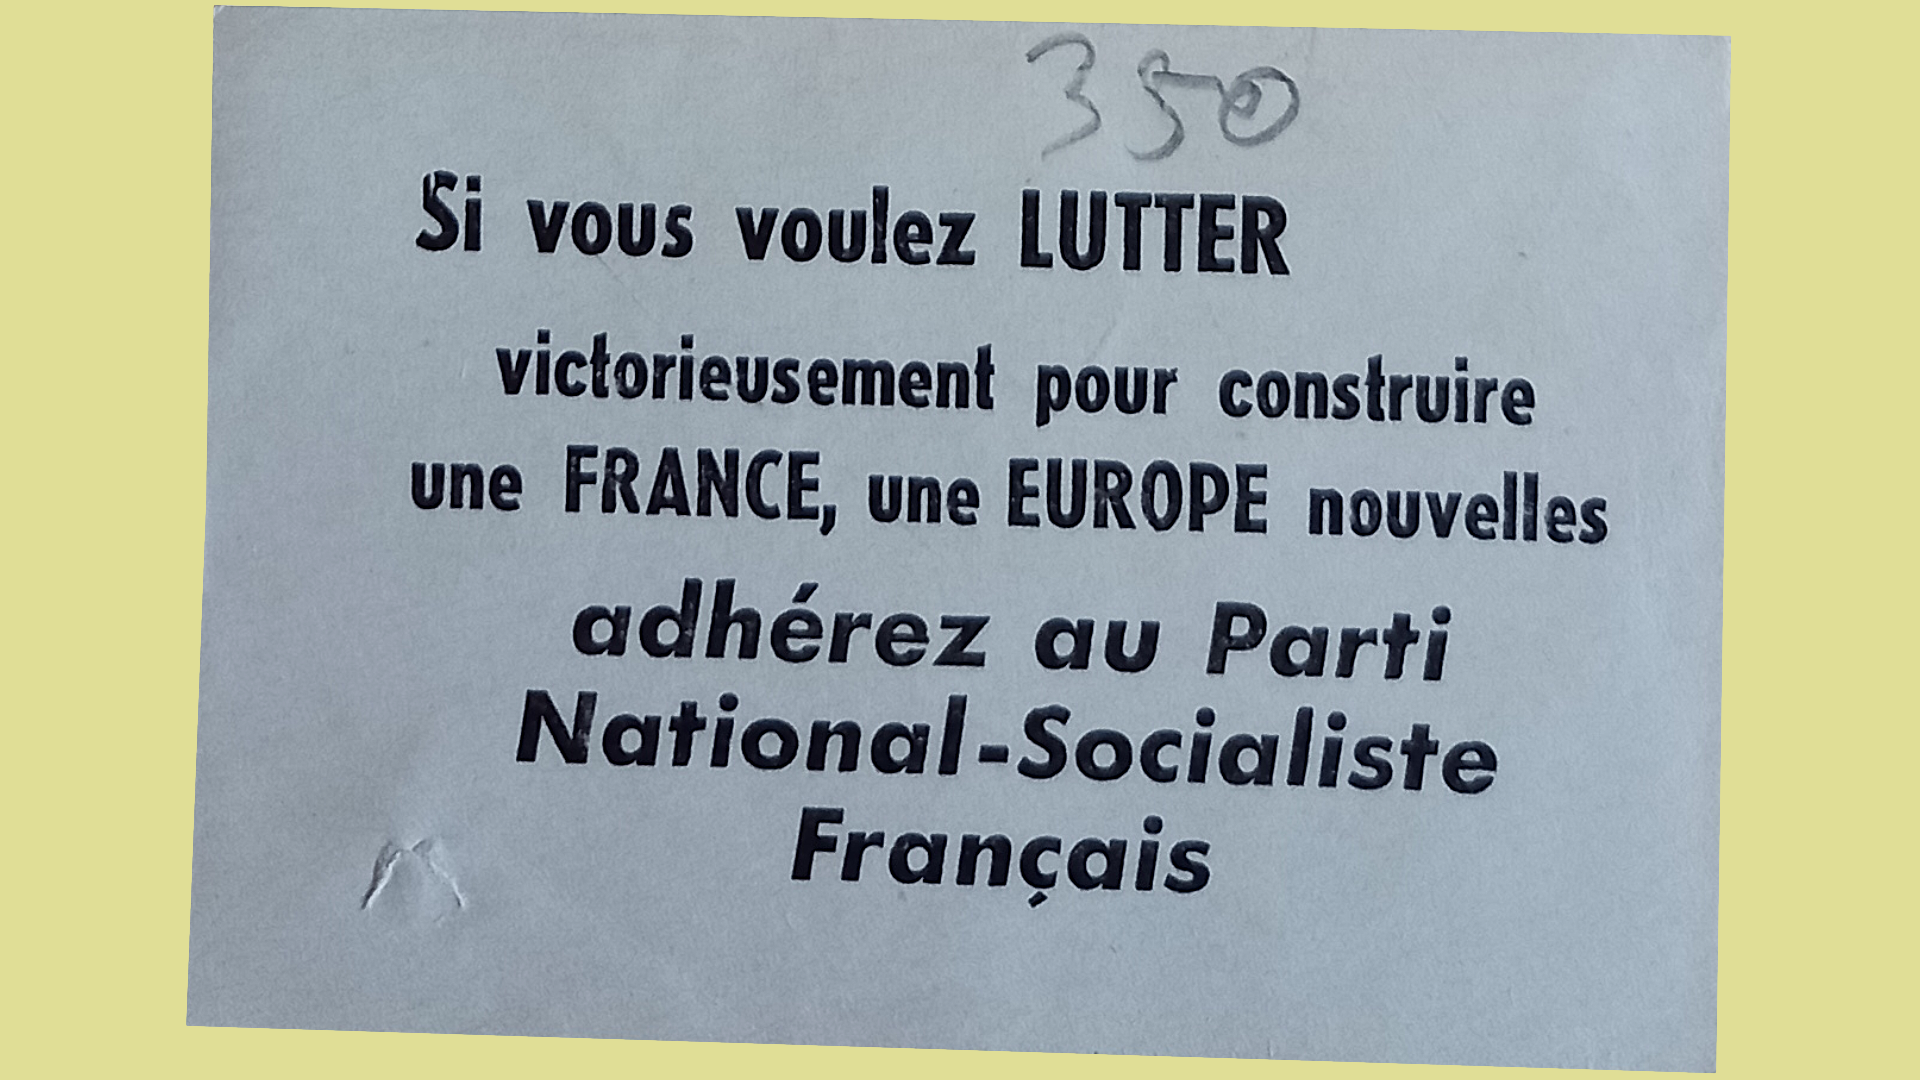 350
Si vous voulez LUTTER
victorieusement pour construire
une FRANCE, une EUROPE nouvelles
adhérez au Parti
National-Socialiste
Français